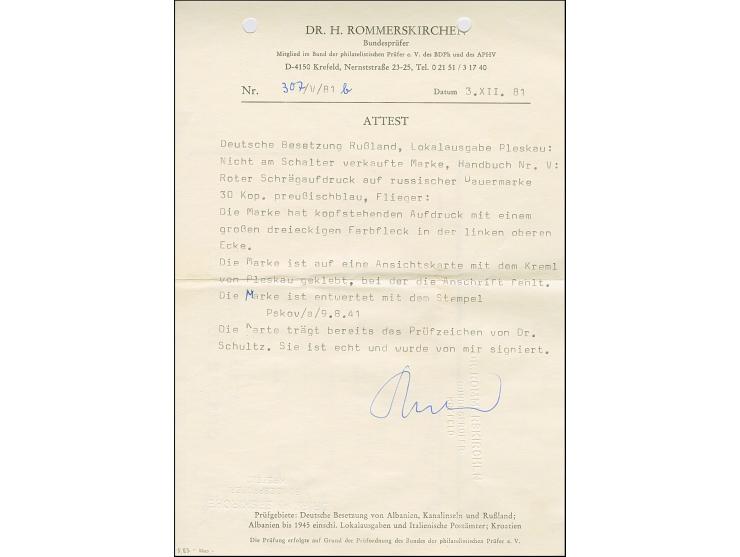 DR. H. ROMMERSKIRCHEN
Bundesprüfer
Mitglied im Bund der philatelistischen Prüfer e. V. des BDPh und des APHV
D-4150 Krefeld, Nernststraße 23-25, Tel. 0 21 51 / 3 17 40
Nr. 307/V/81 b Datum 3.XII. 81
ATTEST
Deutsche Besetzung Rußland, Lokalausgabe Pleskau:
Nicht am Schalter verkaufte Marke, Handbuch Nr. V:
Roter Schrägaufdruck auf russischer Dauermarke
30 Kop. preußischblau, Flieger:
Die Marke hat kopfstehenden Aufdruck mit einem
großen dreieckigen Farbfleck in der linken oberen
Ecke.
Die Marke ist auf eine Ansichtskarte mit dem Kreml
von Pleskau geklebt, bei der die Anschrift fehlt.
Die Marke ist entwertet mit dem Stempel
Pskov/a/9.8.41
Die Marte trägt bereits das Prüfzeichen von Dr.
Schultz. Sie ist echt und wurde von mir signiert.
Prüfgebiete: Deutsche Besetzung von Albanien, Kanalinseln und Rußland;
Albanien bis 1945 einschl. Lokalausgaben und Italienische Postämter; Kroatien
Die Prüfung erfolgte auf Grund der Prüfordnung des Bundes der philatelistischen Prüfer e. V.